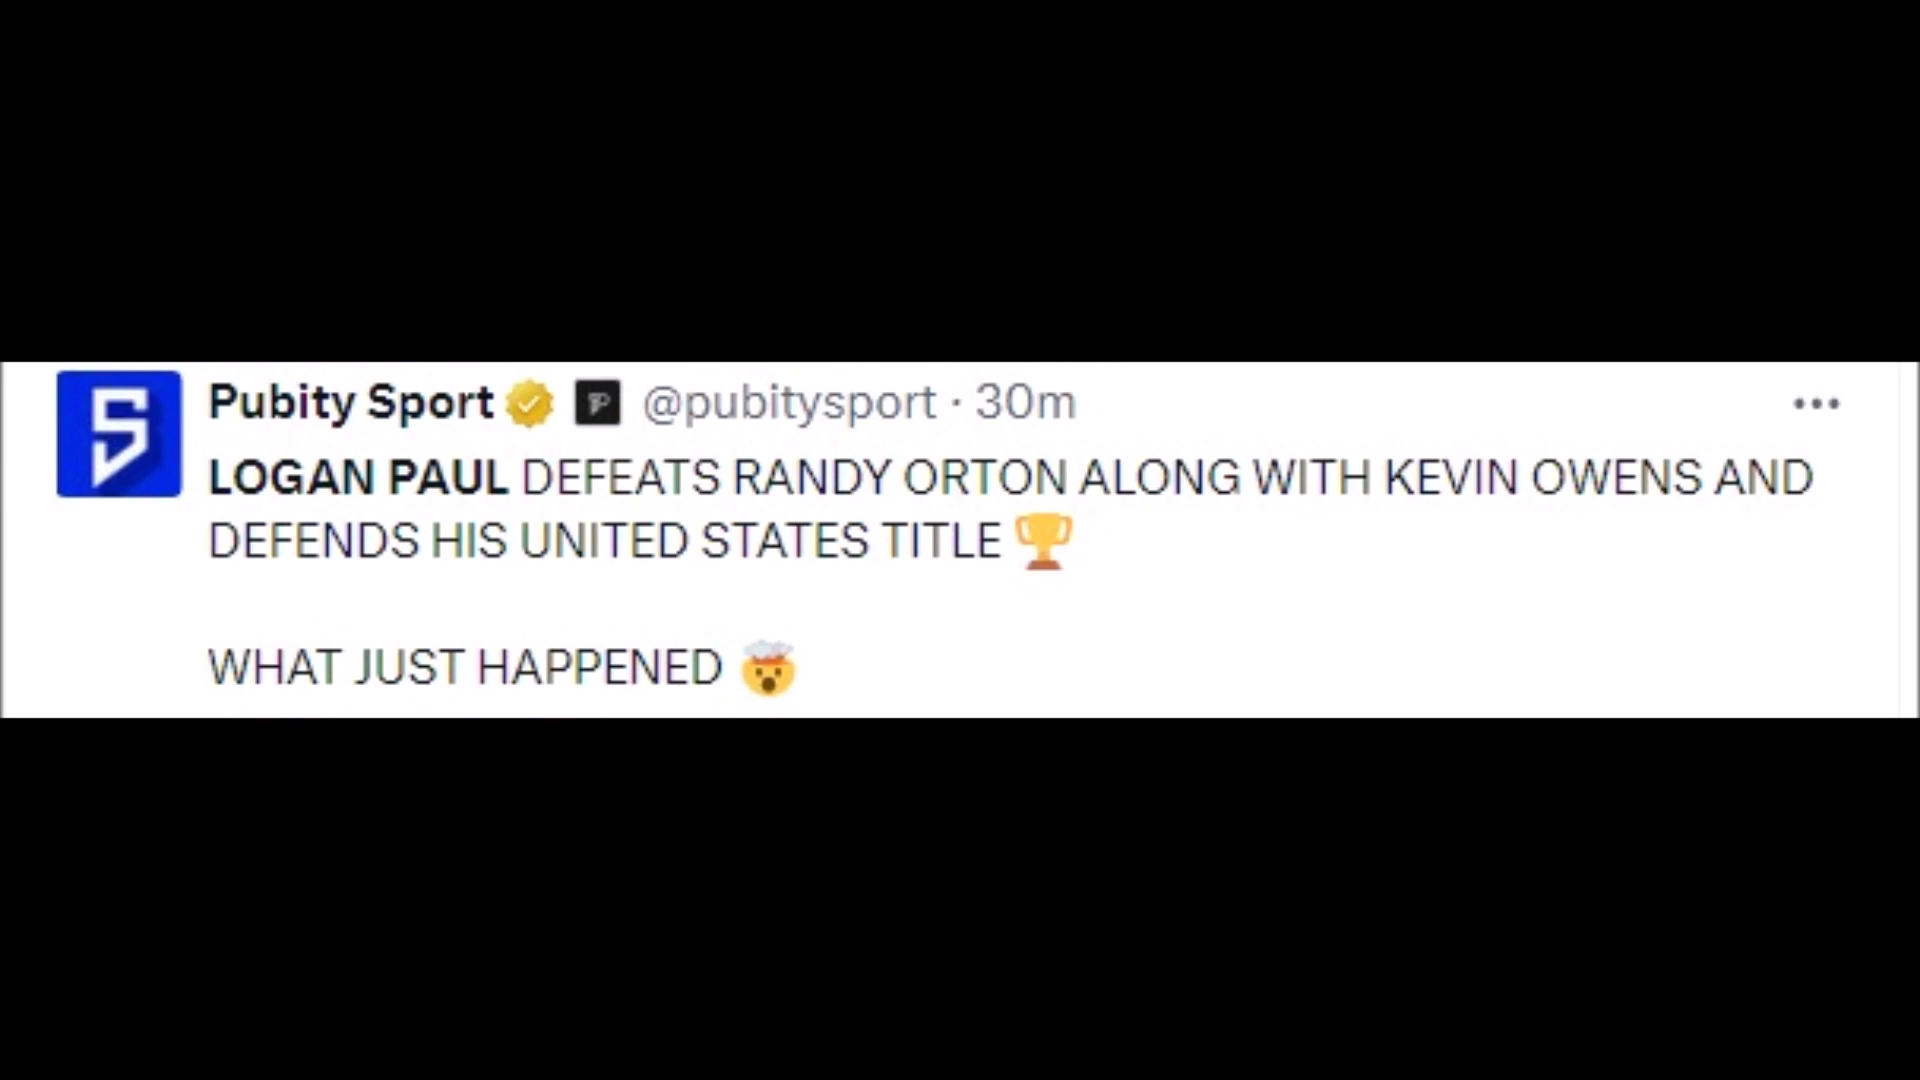 Pubity Sport @pubitysport · 30m
LOGAN PAUL DEFEATS RANDY ORTON ALONG WITH KEVIN OWENS AND
DEFENDS HIS UNITED STATES TITLE 🏆
WHAT JUST HAPPENED 🤯